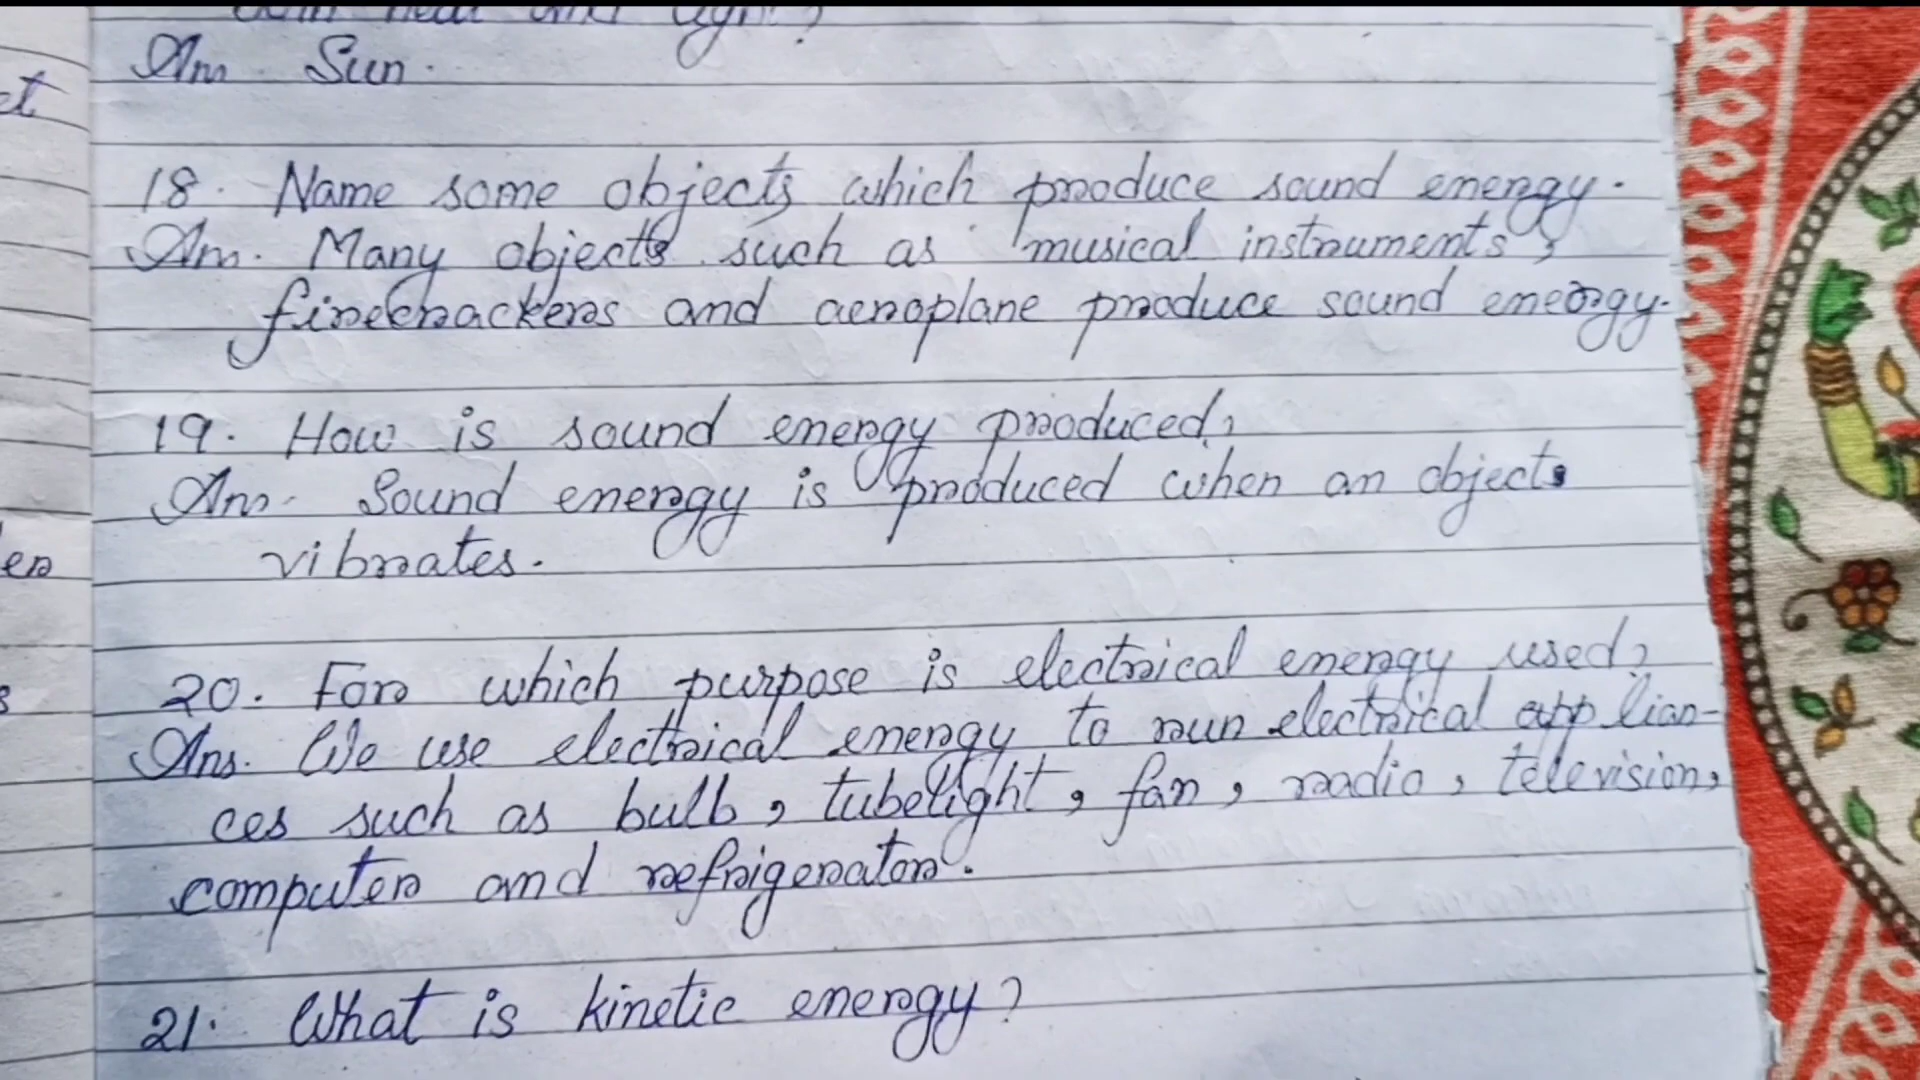 heat and light?
Ans. Sun.
18. Name some objects which produce sound energy.
Ans. Many objects such as musical instruments,
firecrackers and aeroplane produce sound energy.
19. How is sound energy produced?
Ans. Sound energy is produced when an objects
vibrates.
20. For which purpose is electrical energy used?
Ans. We use electrical energy to run electrical applian-
ces such as bulb, tubelight, fan, radio, television,
computer and refrigerator.
21. What is kinetic energy?